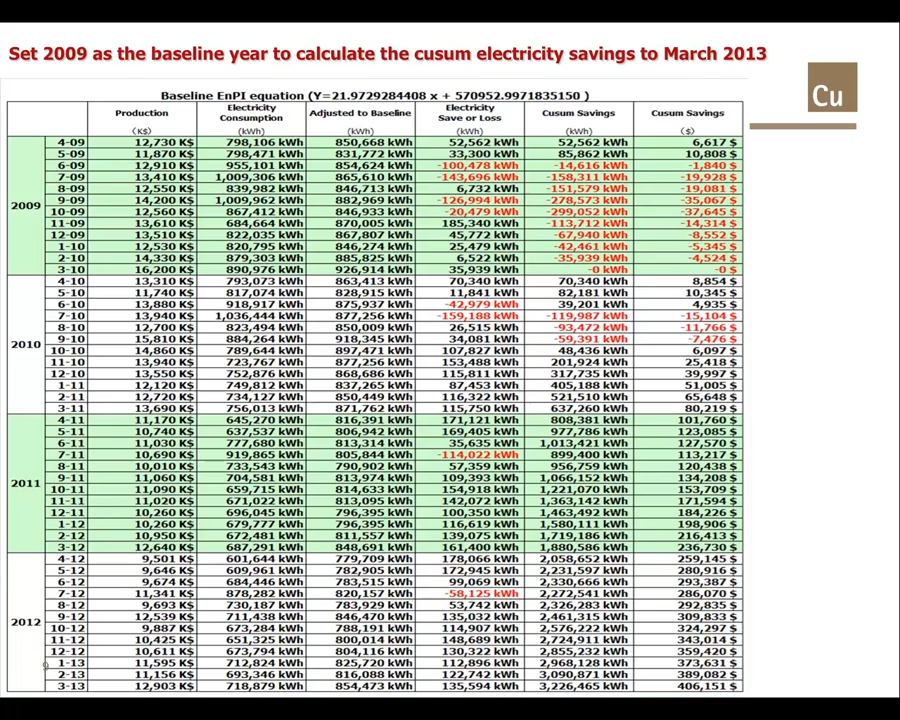 Set 2009 as the baseline year to calculate the cusum electricity savings to March 2013
Cu
Baseline EnPI equation (Y=21.9729284408 x + 570952.9971835150 )
Production (K$) Electricity Consumption (kWh) Adjusted to Baseline (kWh) Electricity Save or Loss (kWh) Cusum Savings (kWh) Cusum Savings ($)
2009
4-09 12,730 K$ 798,106 kWh 850,668 kWh 52,562 kWh 52,562 kWh 6,617 $
5-09 11,870 K$ 798,471 kWh 831,772 kWh 33,300 kWh 85,862 kWh 10,808 $
6-09 12,910 K$ 955,101 kWh 854,624 kWh -100,478 kWh -14,616 kWh -1,840 $
7-09 13,410 K$ 1,009,306 kWh 865,610 kWh -143,696 kWh -158,311 kWh -19,928 $
8-09 12,550 K$ 839,982 kWh 846,713 kWh 6,732 kWh -151,579 kWh -19,081 $
9-09 14,200 K$ 1,009,962 kWh 882,969 kWh -126,994 kWh -278,573 kWh -35,067 $
10-09 12,560 K$ 867,412 kWh 846,933 kWh -20,479 kWh -299,052 kWh -37,645 $
11-09 13,610 K$ 684,664 kWh 870,005 kWh 185,340 kWh -113,712 kWh -14,314 $
12-09 13,510 K$ 822,035 kWh 867,807 kWh 45,772 kWh -67,940 kWh -8,552 $
1-10 12,530 K$ 820,795 kWh 846,274 kWh 25,479 kWh -42,461 kWh -5,345 $
2-10 14,330 K$ 879,303 kWh 885,825 kWh 6,522 kWh -35,939 kWh -4,524 $
3-10 16,200 K$ 890,976 kWh 926,914 kWh 35,939 kWh -0 kWh -0 $
2010
4-10 13,310 K$ 793,073 kWh 863,413 kWh 70,340 kWh 70,340 kWh 8,854 $
5-10 11,740 K$ 817,074 kWh 828,915 kWh 11,841 kWh 82,181 kWh 10,345 $
6-10 13,880 K$ 918,917 kWh 875,937 kWh -42,979 kWh 39,201 kWh 4,935 $
7-10 13,940 K$ 1,036,444 kWh 877,256 kWh -159,188 kWh -119,987 kWh -15,104 $
8-10 12,700 K$ 823,494 kWh 850,009 kWh 26,515 kWh -93,472 kWh -11,766 $
9-10 15,810 K$ 884,264 kWh 918,345 kWh 34,081 kWh -59,391 kWh -7,476 $
10-10 14,860 K$ 789,644 kWh 897,471 kWh 107,827 kWh 48,436 kWh 6,097 $
11-10 13,940 K$ 723,767 kWh 877,256 kWh 153,488 kWh 201,924 kWh 25,418 $
12-10 13,550 K$ 752,876 kWh 868,686 kWh 115,811 kWh 317,735 kWh 39,997 $
1-11 12,120 K$ 749,812 kWh 837,265 kWh 87,453 kWh 405,188 kWh 51,005 $
2-11 12,720 K$ 734,127 kWh 850,449 kWh 116,322 kWh 521,510 kWh 65,648 $
3-11 13,690 K$ 756,013 kWh 871,762 kWh 115,750 kWh 637,260 kWh 80,219 $
2011
4-11 11,170 K$ 645,270 kWh 816,391 kWh 171,121 kWh 808,381 kWh 101,760 $
5-11 10,740 K$ 637,537 kWh 806,942 kWh 169,405 kWh 977,786 kWh 123,085 $
6-11 11,030 K$ 777,680 kWh 813,314 kWh 35,635 kWh 1,013,421 kWh 127,570 $
7-11 10,690 K$ 919,865 kWh 805,844 kWh -114,022 kWh 899,400 kWh 113,217 $
8-11 10,010 K$ 733,543 kWh 790,902 kWh 57,359 kWh 956,759 kWh 120,438 $
9-11 11,060 K$ 704,581 kWh 813,974 kWh 109,393 kWh 1,066,152 kWh 134,208 $
10-11 11,090 K$ 659,715 kWh 814,633 kWh 154,918 kWh 1,221,070 kWh 153,709 $
11-11 11,020 K$ 671,022 kWh 813,095 kWh 142,072 kWh 1,363,142 kWh 171,594 $
12-11 10,260 K$ 696,045 kWh 796,395 kWh 100,350 kWh 1,463,492 kWh 184,226 $
1-12 10,260 K$ 679,777 kWh 796,395 kWh 116,619 kWh 1,580,111 kWh 198,906 $
2-12 10,950 K$ 672,481 kWh 811,557 kWh 139,075 kWh 1,719,186 kWh 216,413 $
3-12 12,640 K$ 687,291 kWh 848,691 kWh 161,400 kWh 1,880,586 kWh 236,730 $
2012
4-12 9,501 K$ 601,644 kWh 779,709 kWh 178,066 kWh 2,058,652 kWh 259,145 $
5-12 9,646 K$ 609,961 kWh 782,905 kWh 172,945 kWh 2,231,597 kWh 280,916 $
6-12 9,674 K$ 684,446 kWh 783,515 kWh 99,069 kWh 2,330,666 kWh 293,387 $
7-12 11,341 K$ 878,282 kWh 820,157 kWh -58,125 kWh 2,272,541 kWh 286,070 $
8-12 9,693 K$ 730,187 kWh 783,929 kWh 53,742 kWh 2,326,283 kWh 292,835 $
9-12 12,539 K$ 711,438 kWh 846,470 kWh 135,032 kWh 2,461,315 kWh 309,833 $
10-12 9,887 K$ 673,284 kWh 788,191 kWh 114,907 kWh 2,576,222 kWh 324,297 $
11-12 10,425 K$ 651,325 kWh 800,014 kWh 148,689 kWh 2,724,911 kWh 343,014 $
12-12 10,611 K$ 673,794 kWh 804,116 kWh 130,322 kWh 2,855,232 kWh 359,420 $
1-13 11,595 K$ 712,824 kWh 825,720 kWh 112,896 kWh 2,968,128 kWh 373,631 $
2-13 11,156 K$ 693,346 kWh 816,088 kWh 122,742 kWh 3,090,871 kWh 389,082 $
3-13 12,903 K$ 718,879 kWh 854,473 kWh 135,594 kWh 3,226,465 kWh 406,151 $
9